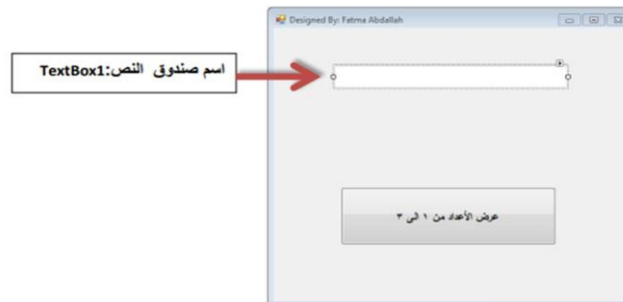 Designed By: Fatma Abdallah
اسم صندوق النص:TextBox1
عرض الأعداد من ١ الى ٣